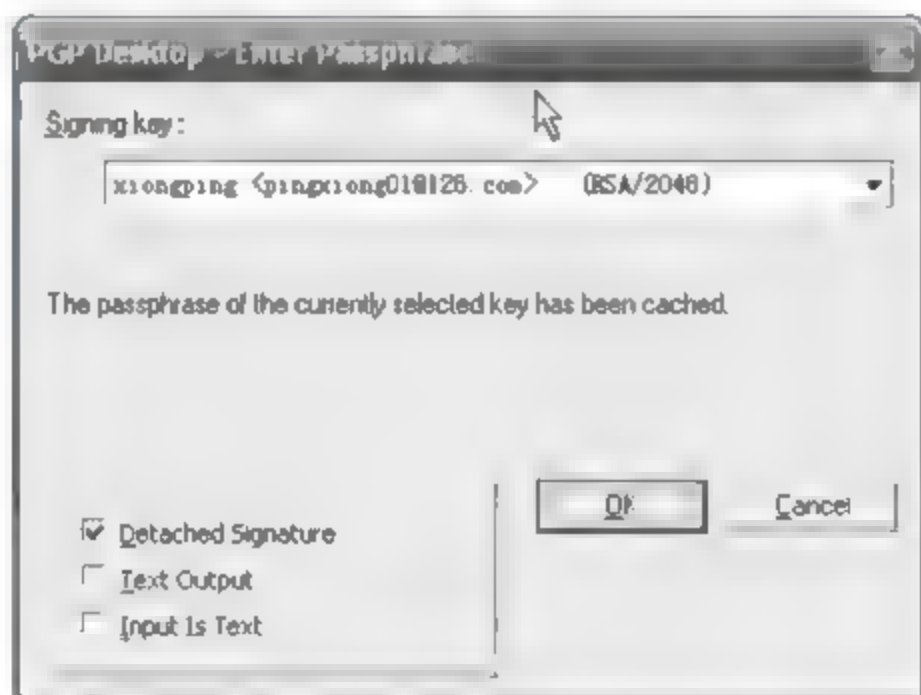 PGP Desktop - Enter Passphrase
Signing key:
xiongping <pingxiong01@126.com> (RSA/2048)
The passphrase of the currently selected key has been cached.
Detached Signature
Text Output
Input Is Text
OK
Cancel